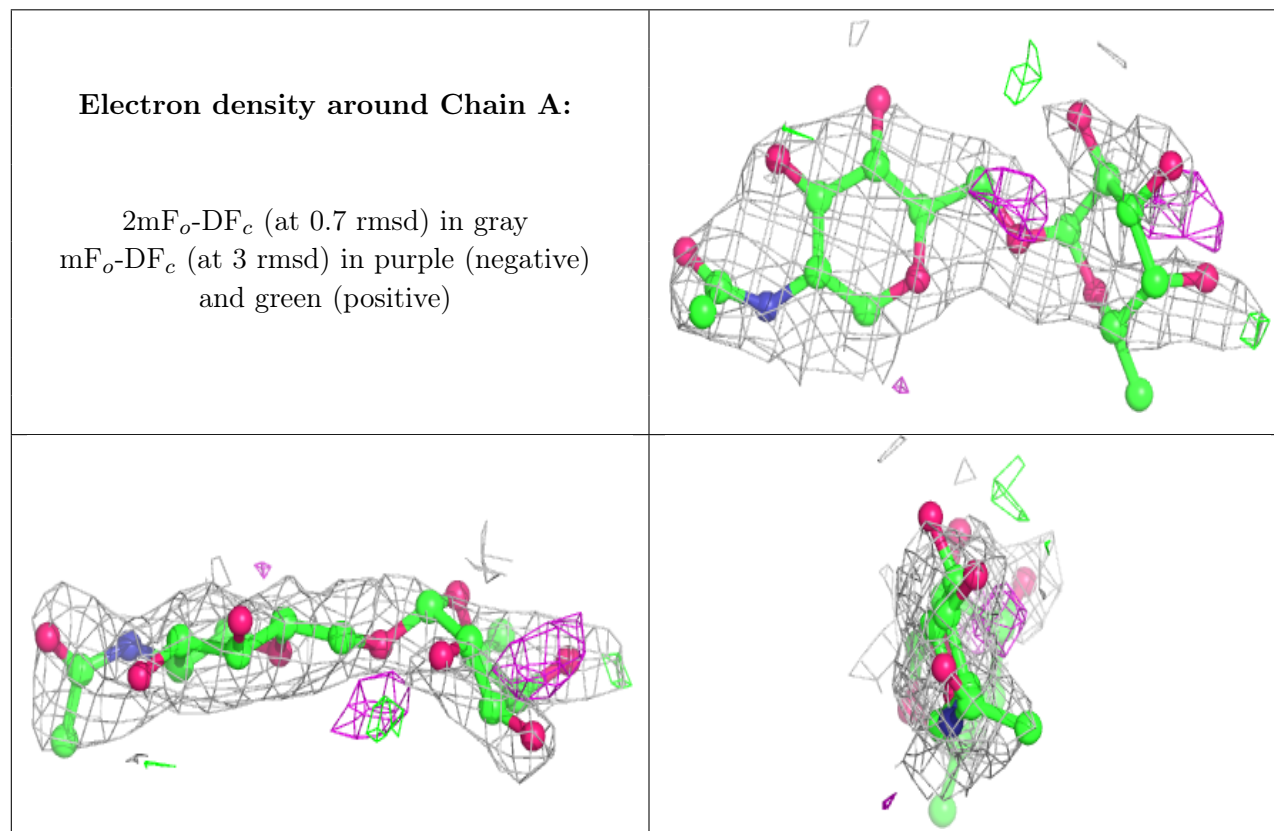 Electron density around Chain A:
2mFₒ-DF𝒸 (at 0.7 rmsd) in gray
mFₒ-DF𝒸 (at 3 rmsd) in purple (negative)
and green (positive)